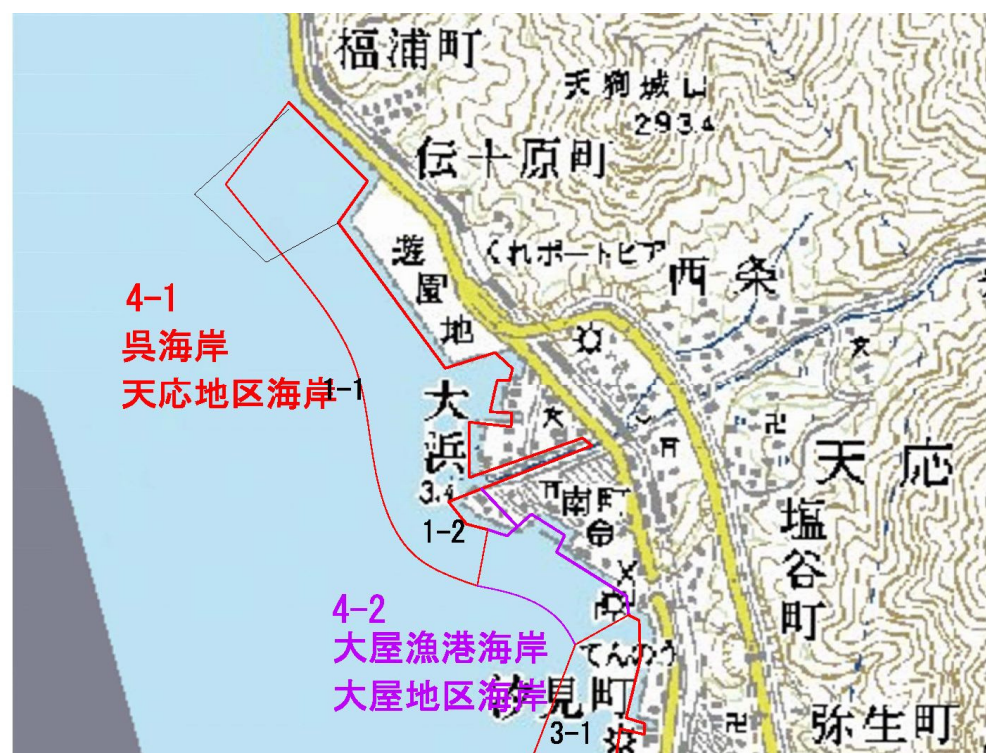 福浦町
天狗城山
293.4
伝十原町
くれポートピア
西条
遊園地
4-1
呉海岸
天応地区海岸
1-1
大浜
3.4
天応
南町
塩谷町
1-2
4-2
大屋漁港海岸
大屋地区海岸
てんのう
汐見町
3-1
弥生町